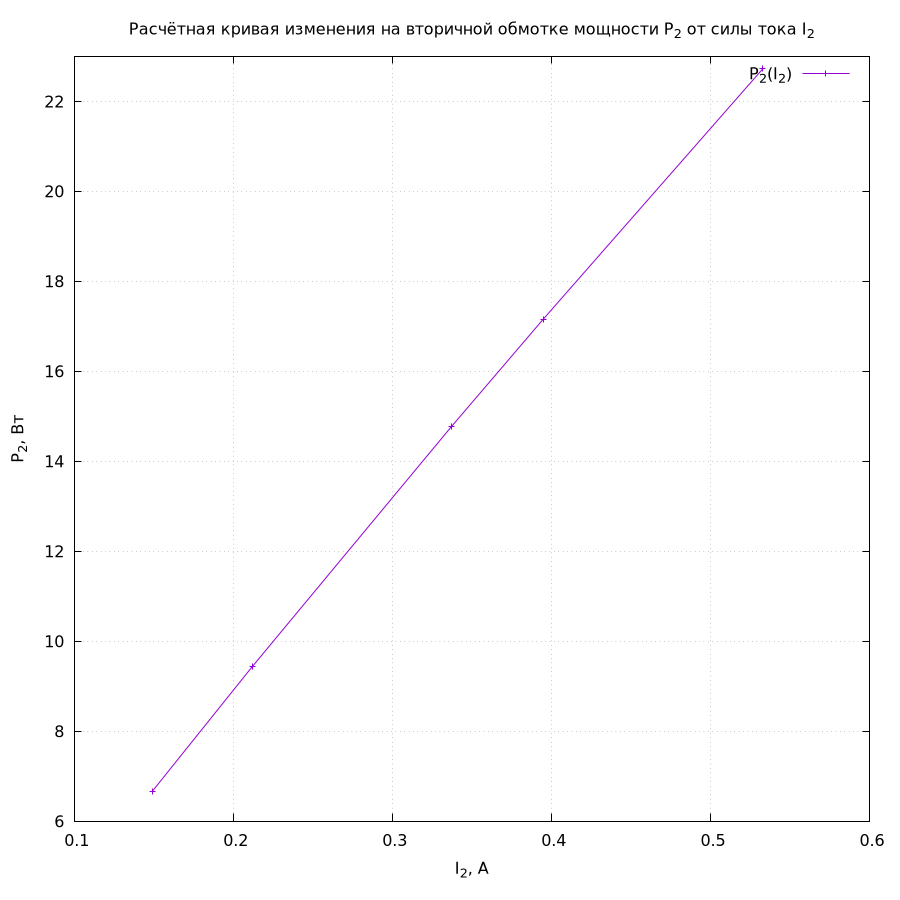 Расчётная кривая изменения на вторичной обмотке мощности P₂ от силы тока I₂
P₂(I₂)
22
20
18
16
14
12
10
8
6
P₂, Вт
0.1 0.2 0.3 0.4 0.5 0.6
I₂, А